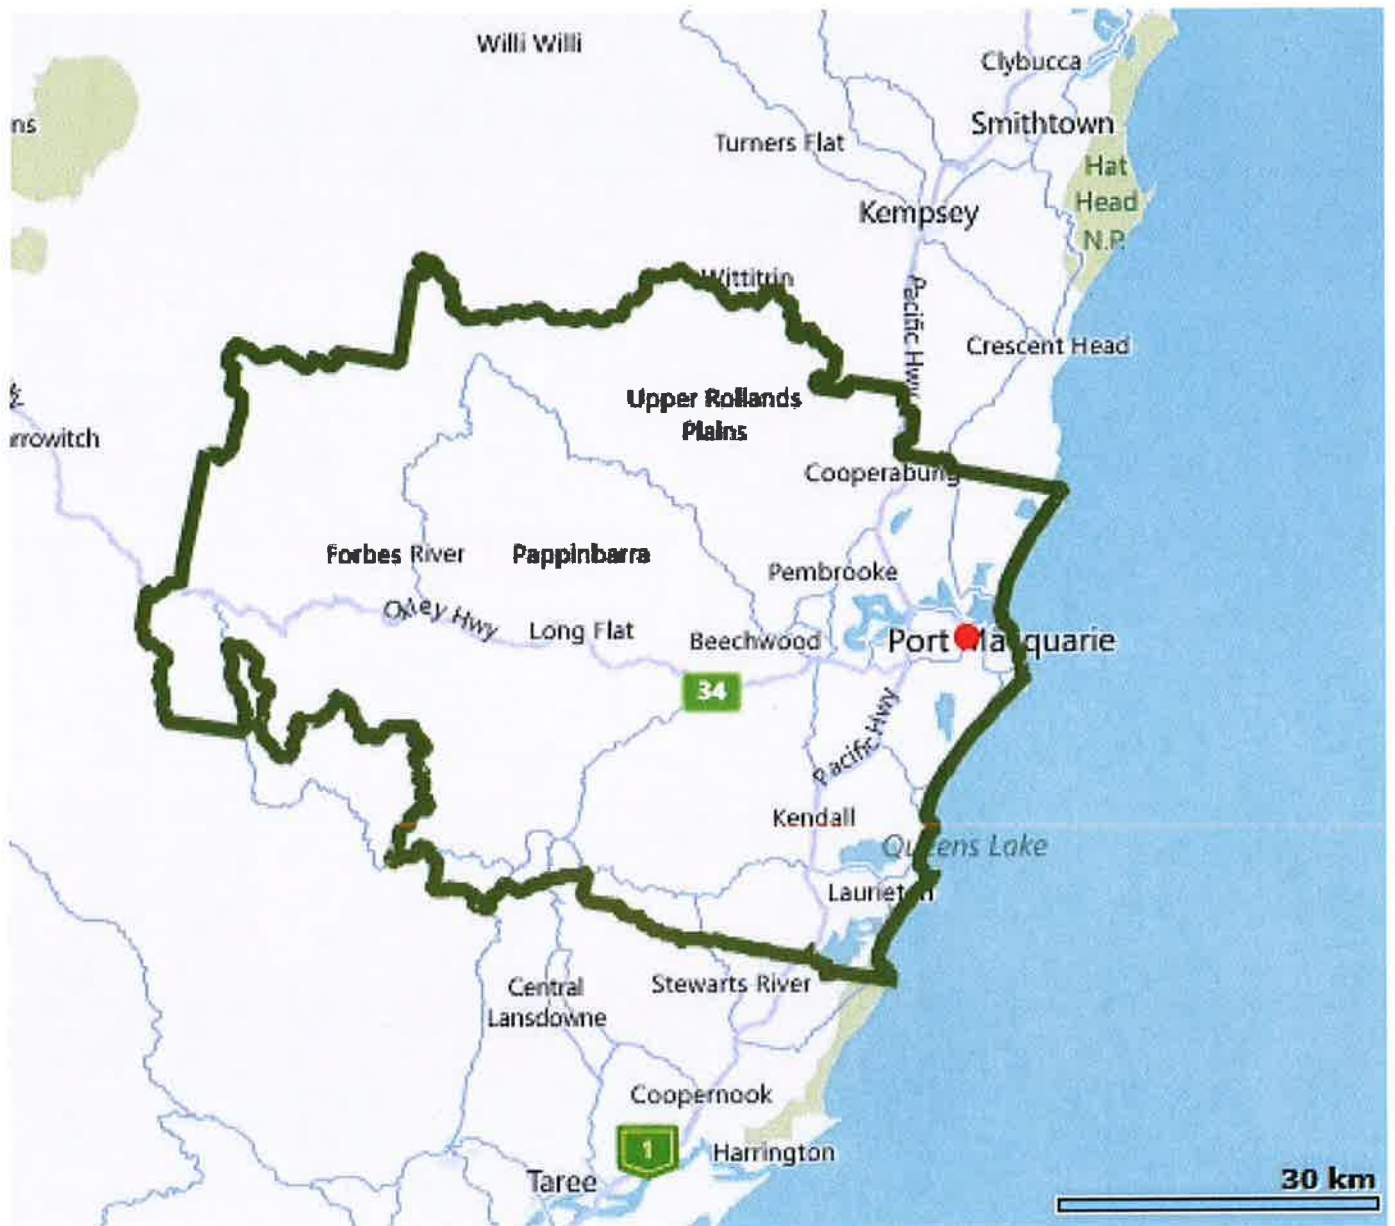 Willi Willi
Clybucca
ns
Smithtown
Turners Flat
Hat
Head
N.P.
Kempsey
Wittitrin
Pacific Hwy
Crescent Head
Upper Rollands
Plains
rrowitch
Cooperabung
Forbes River
Pappinbarra
Pembrooke
Oxley Hwy
Long Flat
Beechwood
Port Macquarie
34
Pacific Hwy
Kendall
Queens Lake
Laurieton
Central
Lansdowne
Stewarts River
Coopernook
1
Harrington
Taree
30 km